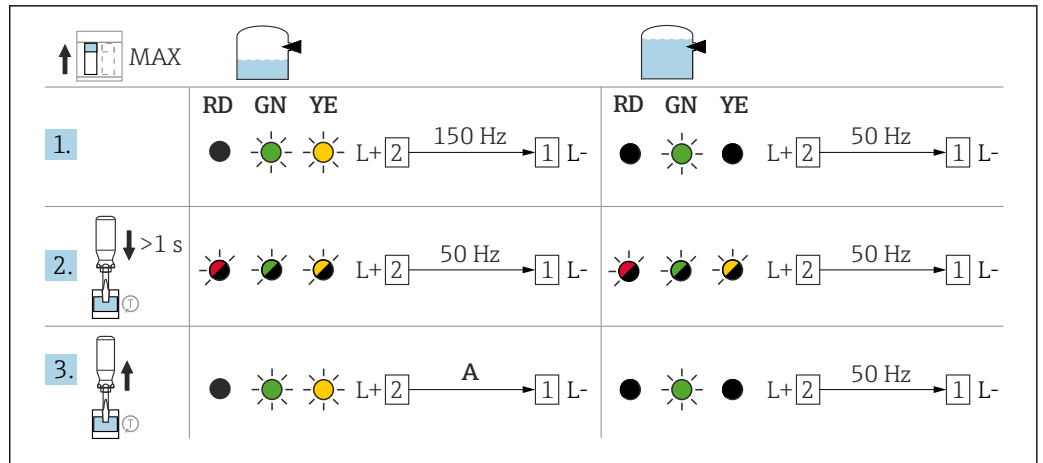 MAX
RD GN YE
RD GN YE
1.
L+ 2 150 Hz 1 L-
L+ 2 50 Hz 1 L-
2.
>1 s
T
L+ 2 50 Hz 1 L-
L+ 2 50 Hz 1 L-
3.
T
L+ 2 A 1 L-
L+ 2 50 Hz 1 L-